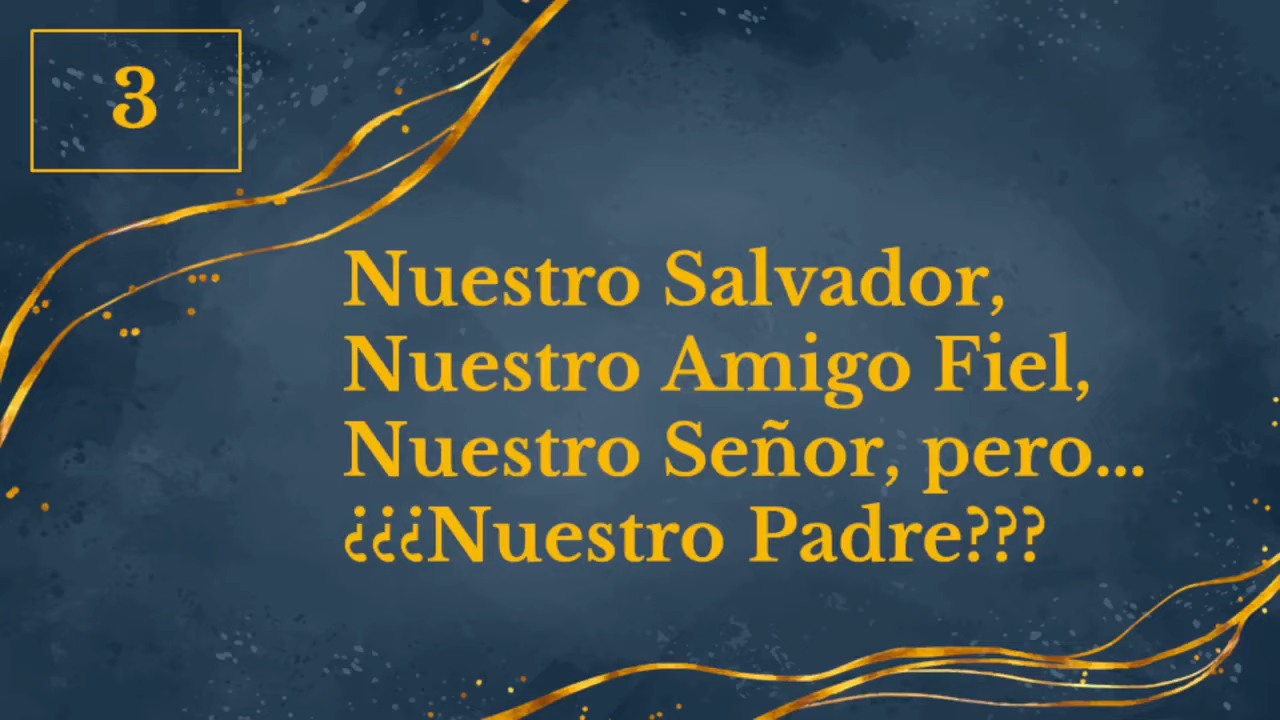 3
Nuestro Salvador,
Nuestro Amigo Fiel,
Nuestro Señor, pero...
¿¿¿Nuestro Padre???